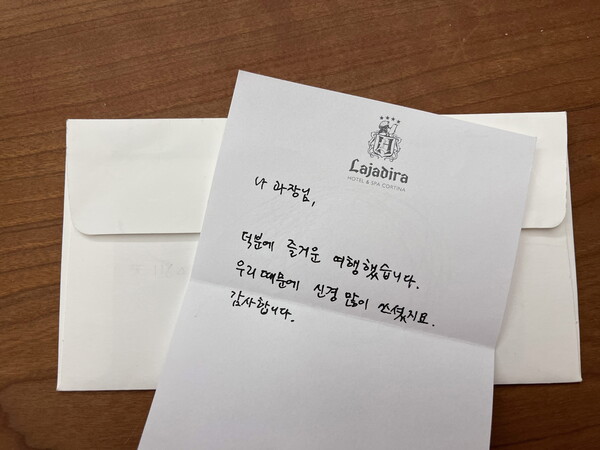 Lajadira
HOTEL & SPA CORTINA
나 과장님,
덕분에 즐거운 여행했습니다.
우리때문에 신경 많이 쓰셨지요.
감사합니다.